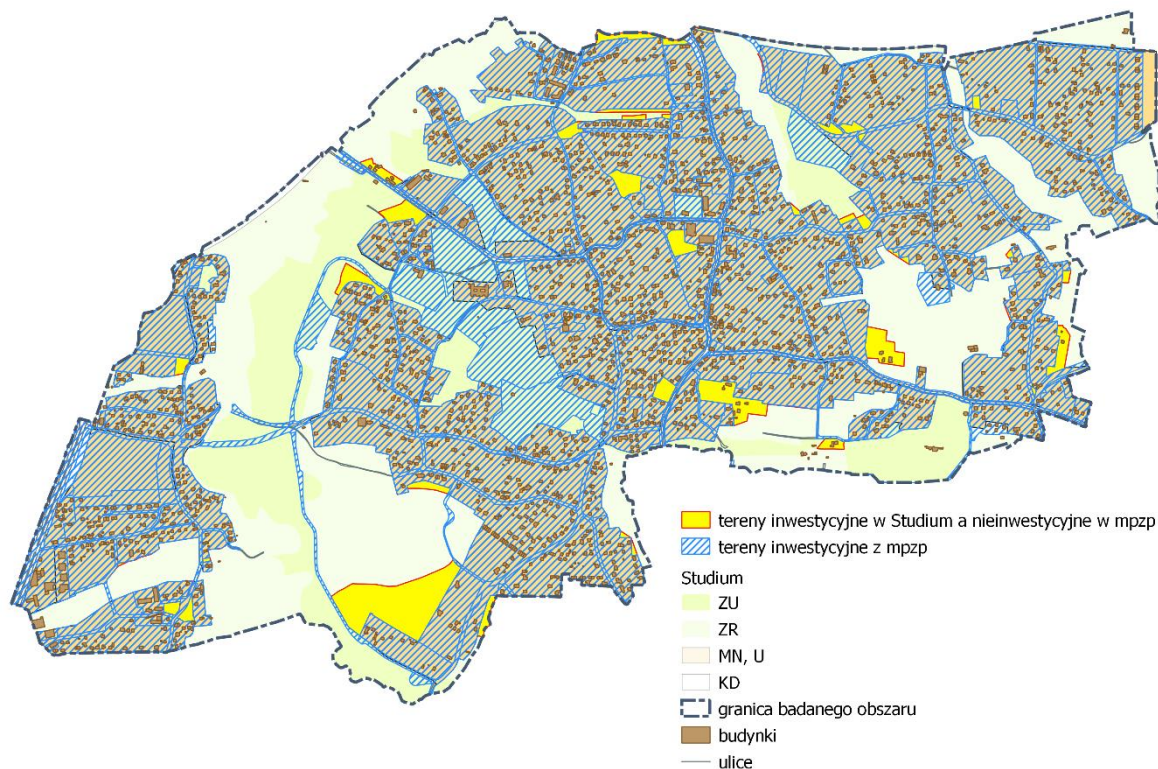 tereny inwestycyjne w Studium a nieinwestycyjne w mpzp
tereny inwestycyjne z mpzp
Studium
ZU
ZR
MN, U
KD
granica badanego obszaru
budynki
ulice